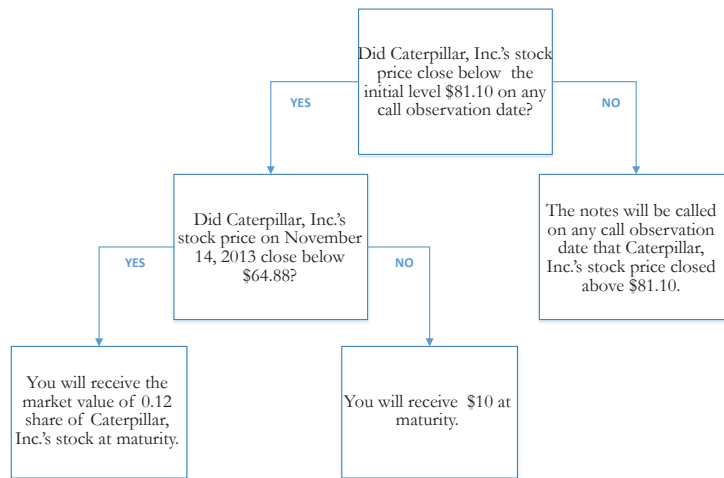 Did Caterpillar, Inc.'s stock
price close below the
initial level $81.10 on any
call observation date?
YES
NO
Did Caterpillar, Inc.'s
stock price on November
14, 2013 close below
$64.88?
The notes will be called
on any call observation
date that Caterpillar,
Inc.'s stock price closed
above $81.10.
YES
NO
You will receive the
market value of 0.12
share of Caterpillar,
Inc.'s stock at maturity.
You will receive $10 at
maturity.